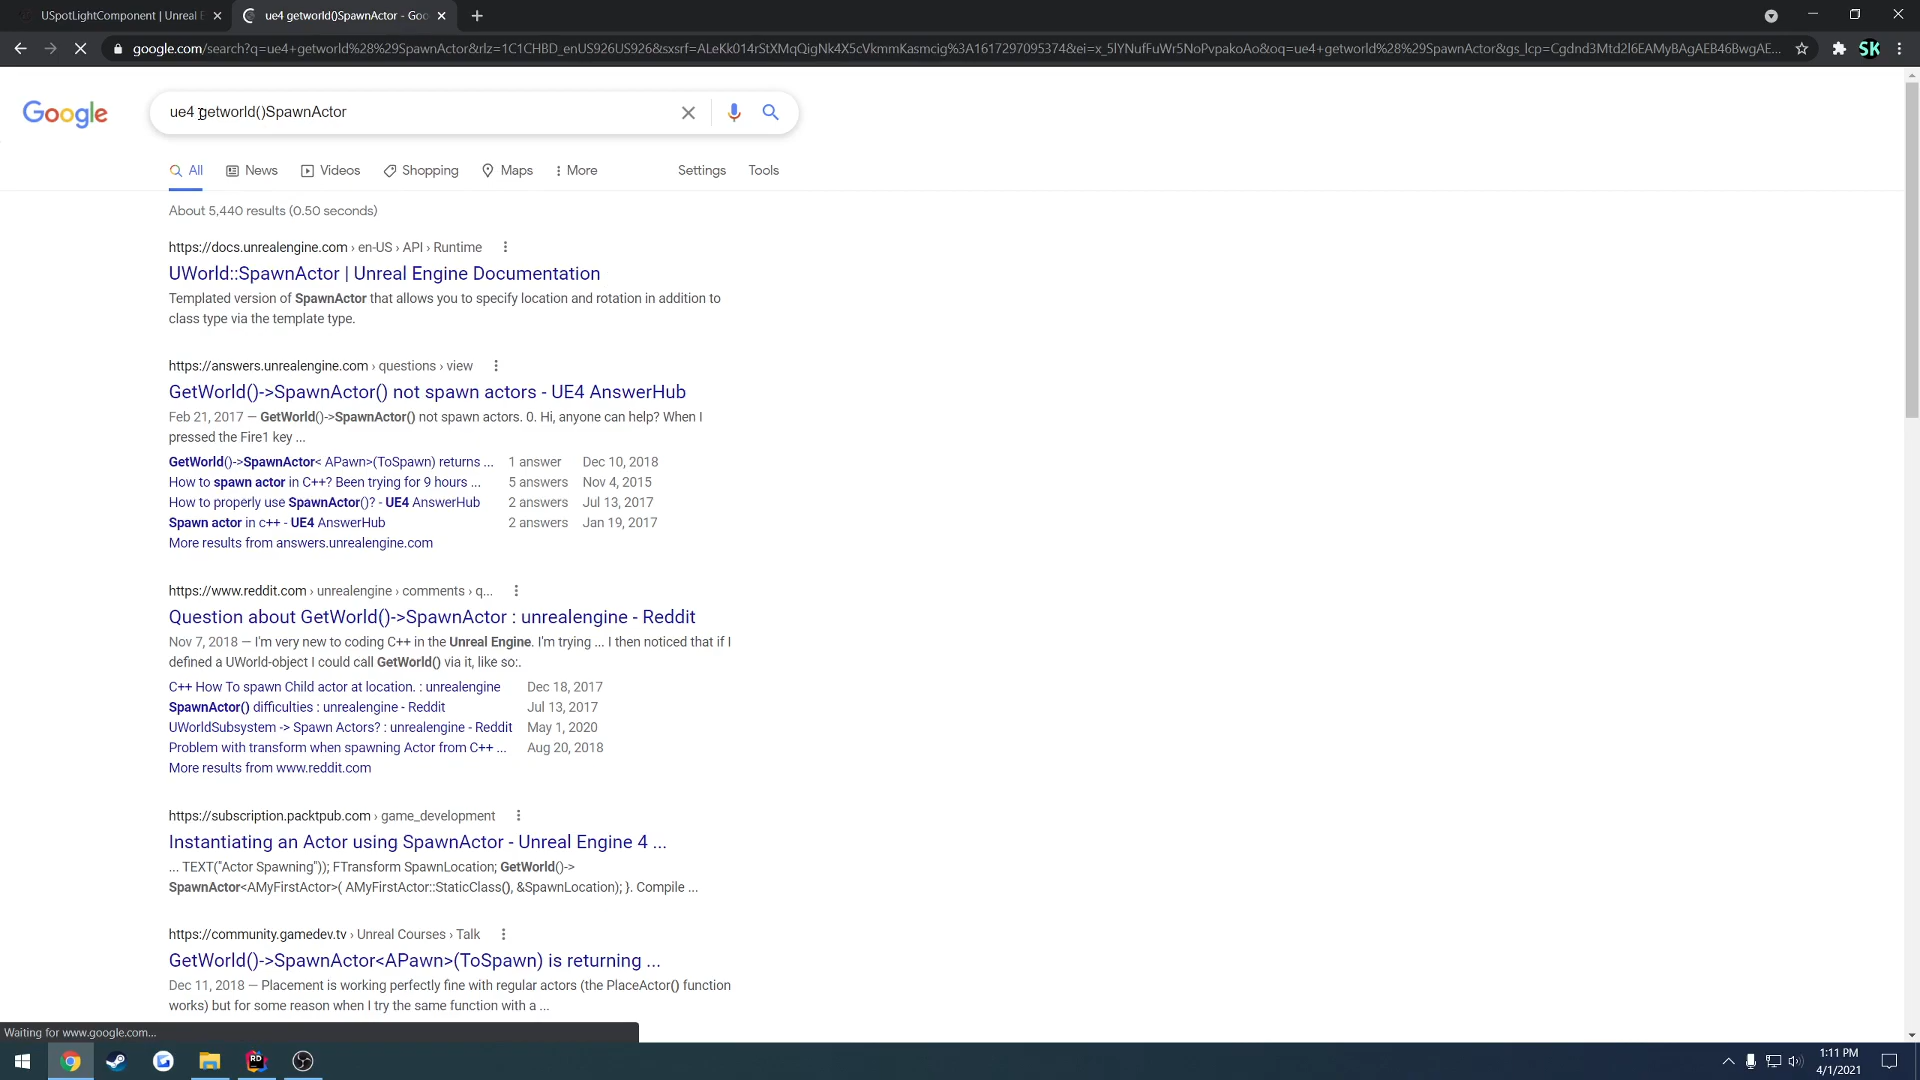 USpotLightComponent | Unreal E
ue4 getworld()SpawnActor - Goo
google.com/search?q=ue4+getworld%28%29SpawnActor&rlz=1C1CHBD_enUS926US926&sxsrf=ALeKk014rStXMqQigNk4X5cVkmmKasmcig%3A1617297095374&ei=x_5lYNufFuWr5NoPvpakoAo&oq=ue4+getworld%28%29SpawnActor&gs_lcp=Cgdnd3Mtd2l6EAMyBAgAEB46BwgAE...
SK
Google
ue4 getworld()SpawnActor
All News Videos Shopping Maps More Settings Tools
About 5,440 results (0.50 seconds)
https://docs.unrealengine.com › en-US › API › Runtime
UWorld::SpawnActor | Unreal Engine Documentation
Templated version of SpawnActor that allows you to specify location and rotation in addition to
class type via the template type.
https://answers.unrealengine.com › questions › view
GetWorld()->SpawnActor() not spawn actors - UE4 AnswerHub
Feb 21, 2017 — GetWorld()->SpawnActor() not spawn actors. 0. Hi, anyone can help? When I
pressed the Fire1 key ...
GetWorld()->SpawnActor< APawn>(ToSpawn) returns ... 1 answer Dec 10, 2018
How to spawn actor in C++? Been trying for 9 hours ... 5 answers Nov 4, 2015
How to properly use SpawnActor()? - UE4 AnswerHub 2 answers Jul 13, 2017
Spawn actor in c++ - UE4 AnswerHub 2 answers Jan 19, 2017
More results from answers.unrealengine.com
https://www.reddit.com › unrealengine › comments › q...
Question about GetWorld()->SpawnActor : unrealengine - Reddit
Nov 7, 2018 — I'm very new to coding C++ in the Unreal Engine. I'm trying ... I then noticed that if I
defined a UWorld-object I could call GetWorld() via it, like so:.
C++ How To spawn Child actor at location. : unrealengine Dec 18, 2017
SpawnActor() difficulties : unrealengine - Reddit Jul 13, 2017
UWorldSubsystem -> Spawn Actors? : unrealengine - Reddit May 1, 2020
Problem with transform when spawning Actor from C++ ... Aug 20, 2018
More results from www.reddit.com
https://subscription.packtpub.com › game_development
Instantiating an Actor using SpawnActor - Unreal Engine 4 ...
... TEXT("Actor Spawning")); FTransform SpawnLocation; GetWorld()->
SpawnActor<AMyFirstActor>( AMyFirstActor::StaticClass(), &SpawnLocation); }. Compile ...
https://community.gamedev.tv › Unreal Courses › Talk
GetWorld()->SpawnActor<APawn>(ToSpawn) is returning ...
Dec 11, 2018 — Placement is working perfectly fine with regular actors (the PlaceActor() function
works) but for some reason when I try the same function with a ...
Waiting for www.google.com...
RD
1:11 PM
4/1/2021